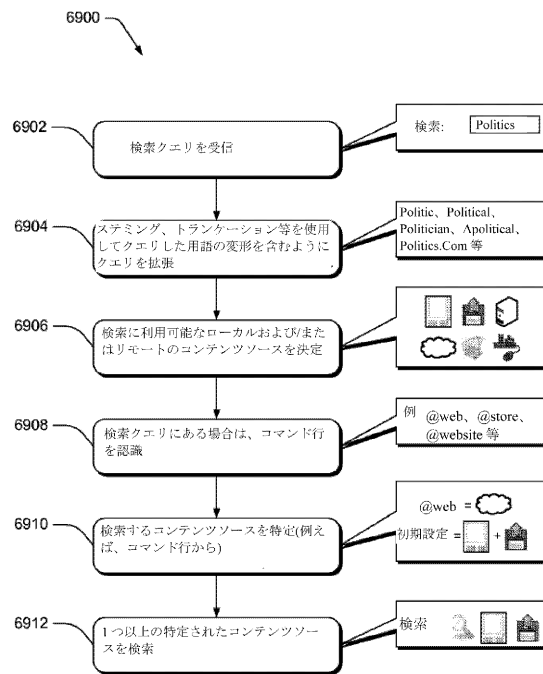 6900
6902
検索クエリを受信
検索: Politics
6904
ステミング、トランケーション等を使用
してクエリした用語の変形を含むように
クエリを拡張
Politic、Political、
Politician、Apolitical、
Politics.Com 等
6906
検索に利用可能なローカルおよび/また
はリモートのコンテンツソースを決定
6908
検索クエリにある場合は、コマンド行
を認識
例 @web、@store、
@website 等
6910
検索するコンテンツソースを特定(例え
ば、コマンド行から)
@web =
初期設定 = +
6912
1つ以上の特定されたコンテンツソー
スを検索
検索